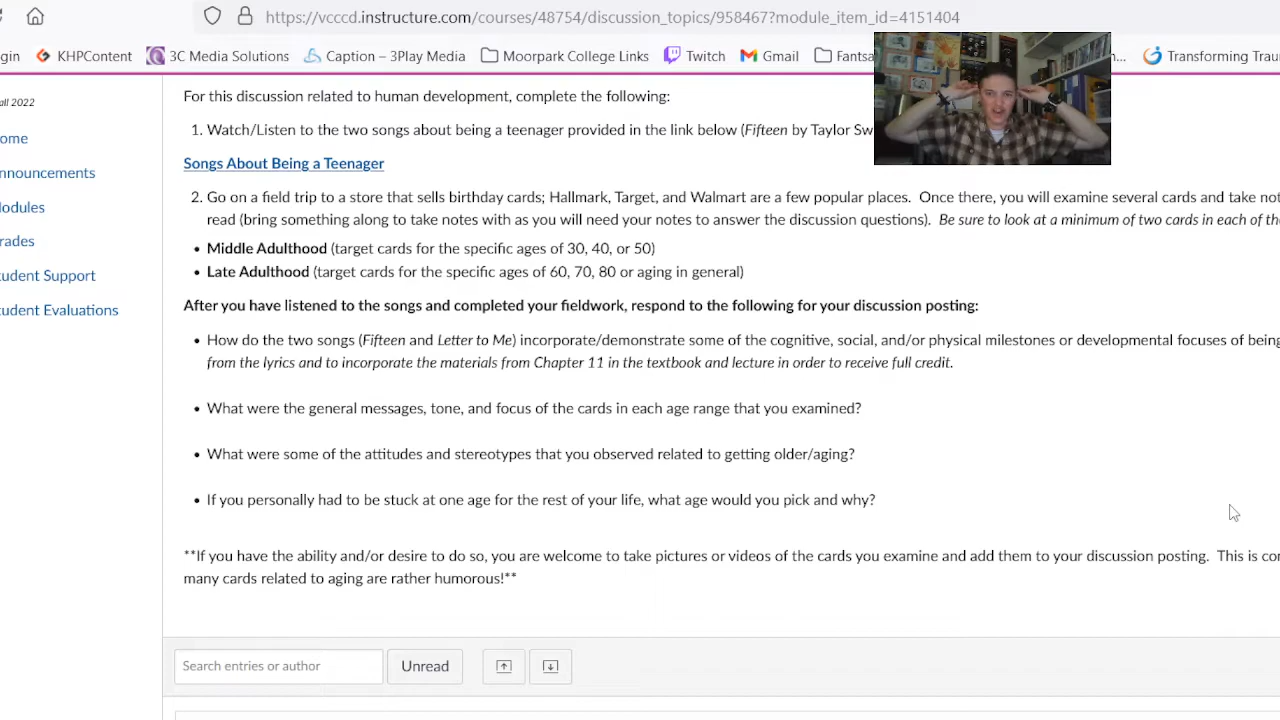 https://vcccd.instructure.com/courses/48754/discussion_topics/958467?module_item_id=4151404
gin KHPContent 3C Media Solutions Caption – 3Play Media Moorpark College Links Twitch Gmail Fantas ... Transforming Trau
all 2022
ome
nnouncements
odules
rades
tudent Support
tudent Evaluations
For this discussion related to human development, complete the following:
1. Watch/Listen to the two songs about being a teenager provided in the link below (Fifteen by Taylor Sw
Songs About Being a Teenager
2. Go on a field trip to a store that sells birthday cards; Hallmark, Target, and Walmart are a few popular places. Once there, you will examine several cards and take not
read (bring something along to take notes with as you will need your notes to answer the discussion questions). Be sure to look at a minimum of two cards in each of th
• Middle Adulthood (target cards for the specific ages of 30, 40, or 50)
• Late Adulthood (target cards for the specific ages of 60, 70, 80 or aging in general)
After you have listened to the songs and completed your fieldwork, respond to the following for your discussion posting:
• How do the two songs (Fifteen and Letter to Me) incorporate/demonstrate some of the cognitive, social, and/or physical milestones or developmental focuses of being
from the lyrics and to incorporate the materials from Chapter 11 in the textbook and lecture in order to receive full credit.
• What were the general messages, tone, and focus of the cards in each age range that you examined?
• What were some of the attitudes and stereotypes that you observed related to getting older/aging?
• If you personally had to be stuck at one age for the rest of your life, what age would you pick and why?
**If you have the ability and/or desire to do so, you are welcome to take pictures or videos of the cards you examine and add them to your discussion posting. This is co
many cards related to aging are rather humorous!**
Search entries or author Unread